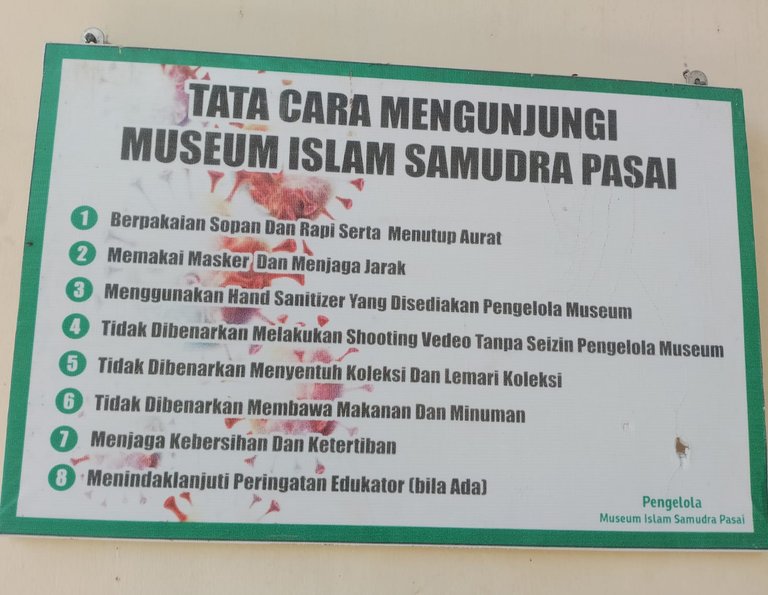 TATA CARA MENGUNJUNGI
MUSEUM ISLAM SAMUDRA PASAI
1 Berpakaian Sopan Dan Rapi Serta Menutup Aurat
2 Memakai Masker Dan Menjaga Jarak
3 Menggunakan Hand Sanitizer Yang Disediakan Pengelola Museum
4 Tidak Dibenarkan Melakukan Shooting Vedeo Tanpa Seizin Pengelola Museum
5 Tidak Dibenarkan Menyentuh Koleksi Dan Lemari Koleksi
6 Tidak Dibenarkan Membawa Makanan Dan Minuman
7 Menjaga Kebersihan Dan Ketertiban
8 Menindaklanjuti Peringatan Edukator (bila Ada)
Pengelola
Museum Islam Samudra Pasai